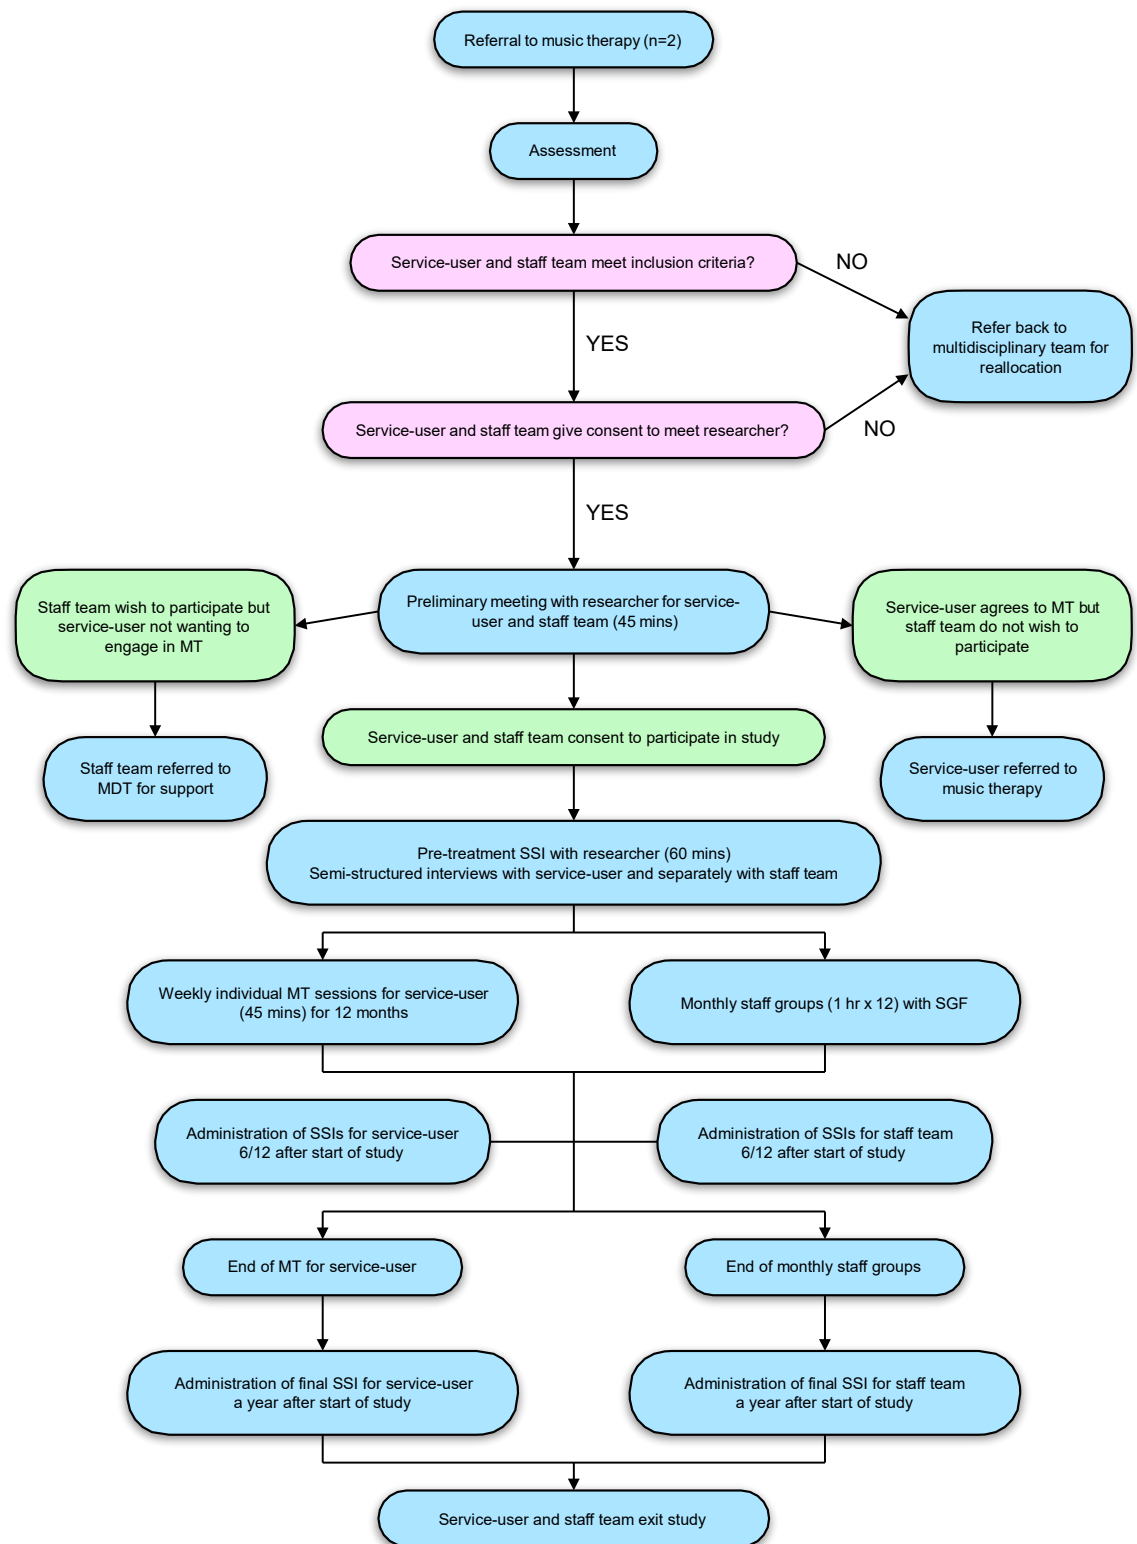 Referral to music therapy (n=2)
Assessment
Service-user and staff team meet inclusion criteria?
NO
Refer back to
multidisciplinary team for
reallocation
YES
Service-user and staff team give consent to meet researcher?
NO
YES
Staff team wish to participate but
service-user not wanting to
engage in MT
Preliminary meeting with researcher for service-
user and staff team (45 mins)
Service-user agrees to MT but
staff team do not wish to
participate
Staff team referred to
MDT for support
Service-user and staff team consent to participate in study
Service-user referred to
music therapy
Pre-treatment SSI with researcher (60 mins)
Semi-structured interviews with service-user and separately with staff team
Weekly individual MT sessions for service-user
(45 mins) for 12 months
Monthly staff groups (1 hr x 12) with SGF
Administration of SSIs for service-user
6/12 after start of study
Administration of SSIs for staff team
6/12 after start of study
End of MT for service-user
End of monthly staff groups
Administration of final SSI for service-user
a year after start of study
Administration of final SSI for staff team
a year after start of study
Service-user and staff team exit study